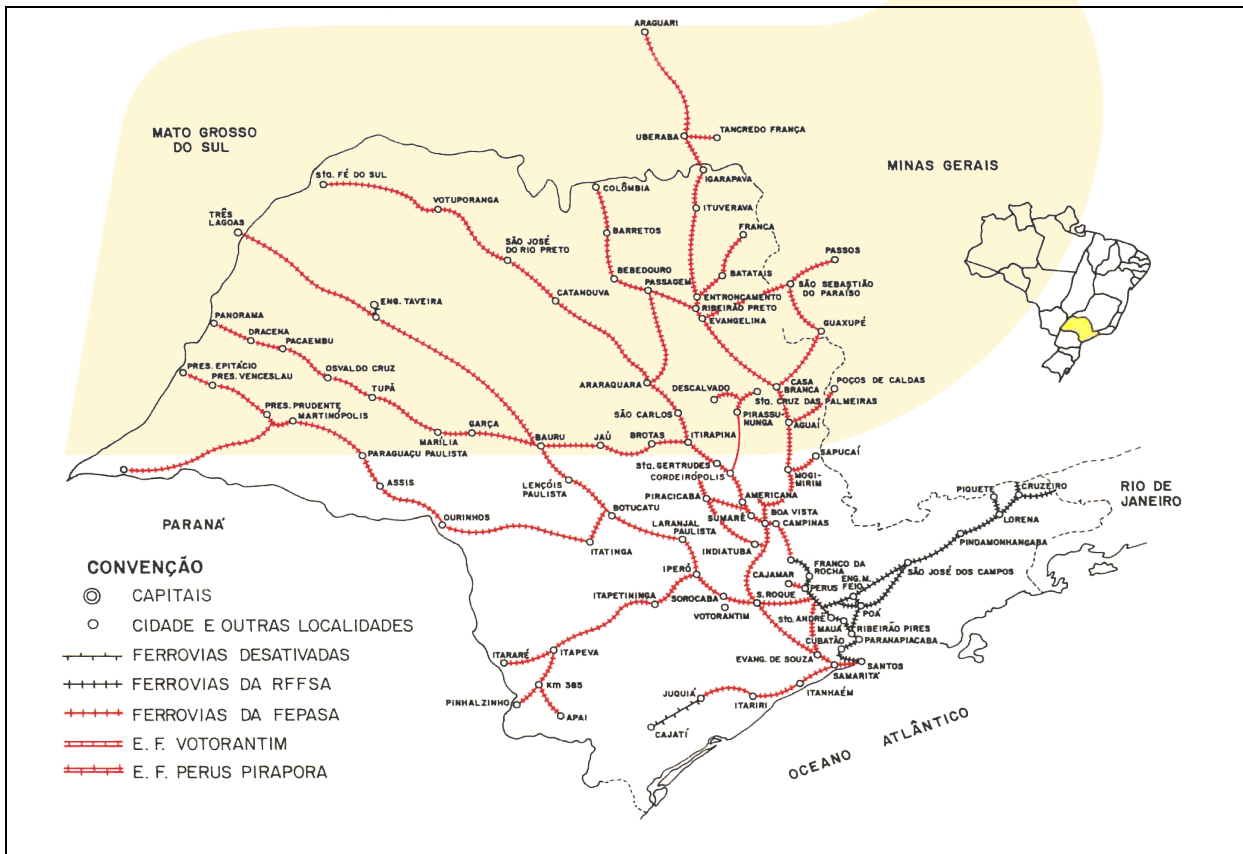 ARAGUARI
MATO GROSSO
DO SUL
UBERABA
TANCREDO FRANÇA
MINAS GERAIS
Sta. FÉ DO SUL
COLÔMBIA
IGARAPAVA
TRÊS
LAGOAS
VOTUPORANGA
ITUVERAVA
FRANCA
BARRETOS
SÃO JOSÉ
DO RIO PRETO
PASSOS
BEBEDOURO
PASSAGEM
BATATAIS
SÃO SEBASTIÃO
DO PARAÍSO
CATANDUVA
ENTRONCAMENTO
RIBEIRÃO PRETO
EVANGELINA
ENG. TAVEIRA
PANORAMA
DRACENA
PACAEMBU
GUAXUPÉ
PRES. EPITÁCIO
PRES. VENCESLAU
OSVALDO CRUZ
TUPÃ
ARARAQUARA
DESCALVADO
CASA
BRANCA
POÇOS DE CALDAS
Sta. CRUZ DAS PALMEIRAS
PRES. PRUDENTE
MARTINÓPOLIS
SÃO CARLOS
PIRASSU-
NUNGA
AGUAÍ
GARÇA
MARÍLIA
BAURU
JAÚ
BROTAS
ITIRAPINA
PARAGUAÇU PAULISTA
SAPUCAÍ
Sta. GERTRUDES
CORDEIRÓPOLIS
MOGI-
MIRIM
ASSIS
LENÇÓIS
PAULISTA
PIRACICABA
AMERICANA
PIQUETE
CRUZEIRO
RIO DE
JANEIRO
BOTUCATU
BOA VISTA
CAMPINAS
SUMARÉ
LORENA
PARANÁ
OURINHOS
LARANJAL
PAULISTA
ITATINGA
INDIATUBA
PINDAMONHANGABA
CONVENÇÃO
IPERÓ
FRANCO DA
ROCHA
CAJAMAR
PERUS
ENG. M.
FEIO
SÃO JOSÉ DOS CAMPOS
CAPITAIS
ITAPETININGA
SOROCABA
VOTORANTIM
S. ROQUE
POÁ
CIDADE E OUTRAS LOCALIDADES
Sto. ANDRÉ
MAUÁ
RIBEIRÃO PIRES
CUBATÃO
PARANAPIACABA
FERROVIAS DESATIVADAS
ITARARÉ
ITAPEVA
EVANG. DE SOUZA
SANTOS
SAMARITÁ
FERROVIAS DA RFFSA
Km 385
PINHALZINHO
APAI
JUQUIÁ
ITARIRI
ITANHAÉM
FERROVIAS DA FEPASA
CAJATÍ
OCEANO ATLÂNTICO
E. F. VOTORANTIM
E. F. PERUS PIRAPORA